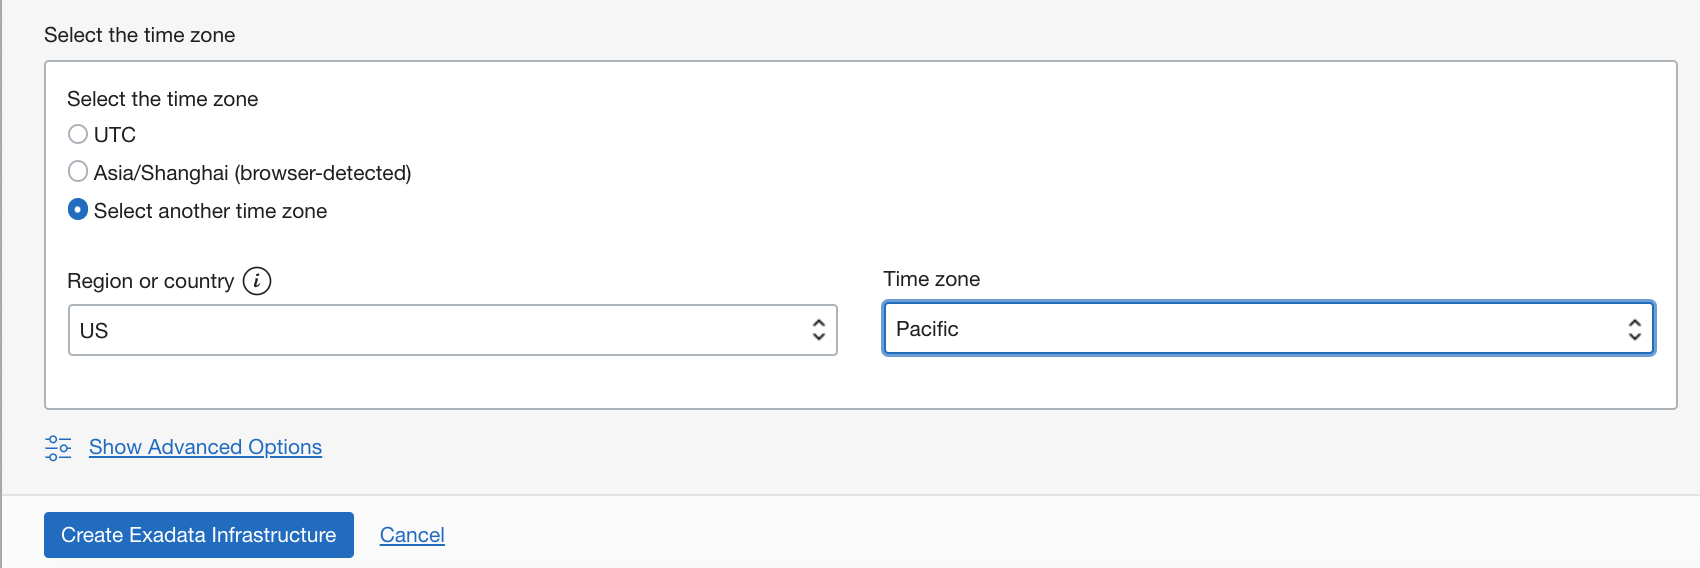 Select the time zone
Select the time zone
UTC
Asia/Shanghai (browser-detected)
Select another time zone
Region or country i
Time zone
US
Pacific
Show Advanced Options
Create Exadata Infrastructure
Cancel